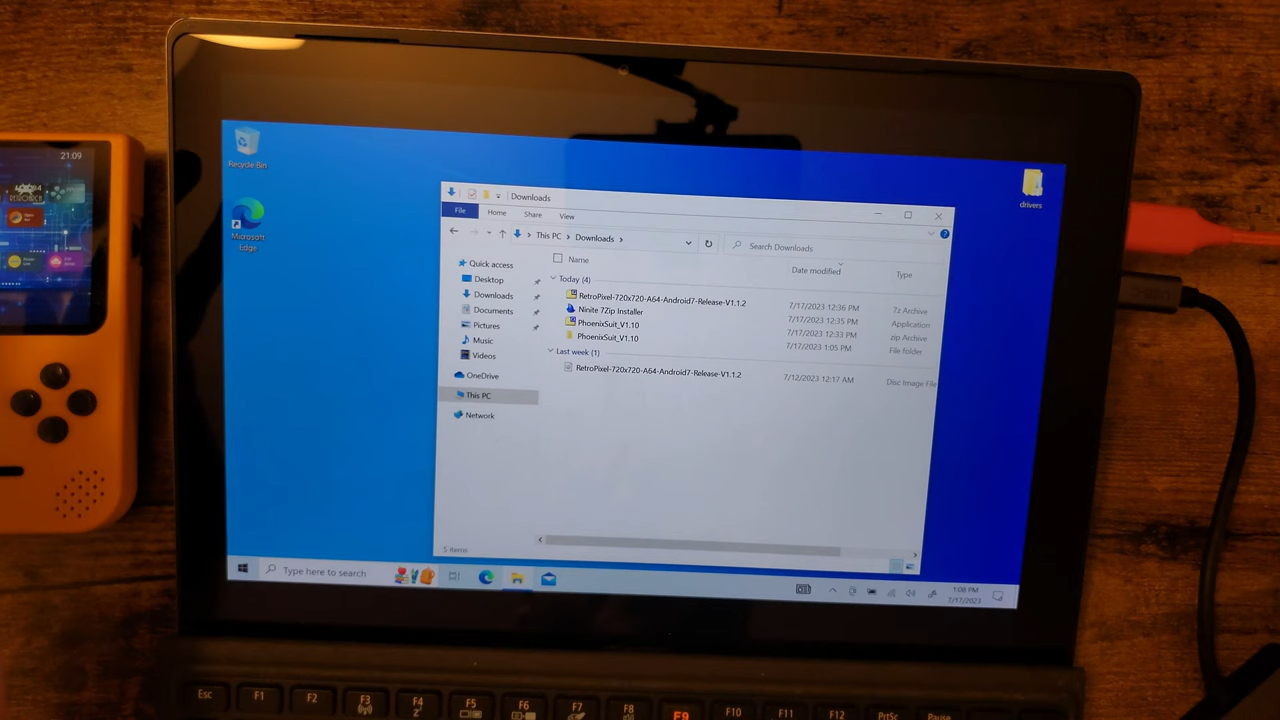 21:09
Recycle Bin
Microsoft
Edge
drivers
Downloads
File Home Share View
This PC > Downloads >
Search Downloads
Name
Date modified
Type
Quick access
Desktop
Downloads
Documents
Pictures
Music
Videos
OneDrive
This PC
Network
Today (4)
RetroPixel-720x720-A64-Android7-Release-V1.1.2 7/17/2023 12:36 PM 7z Archive
Ninite 7Zip Installer 7/17/2023 12:35 PM Application
PhoenixSuit_V1.10 7/17/2023 12:33 PM zip Archive
PhoenixSuit_V1.10 7/17/2023 1:05 PM File folder
Last week (1)
RetroPixel-720x720-A64-Android7-Release-V1.1.2 7/12/2023 12:17 AM Disc Image File
5 items
Type here to search
1:08 PM
7/17/2023
Esc F1 F2 F3 F4 F5 F6 F7 F8 F9 F10 F11 F12 PrtSc Pause